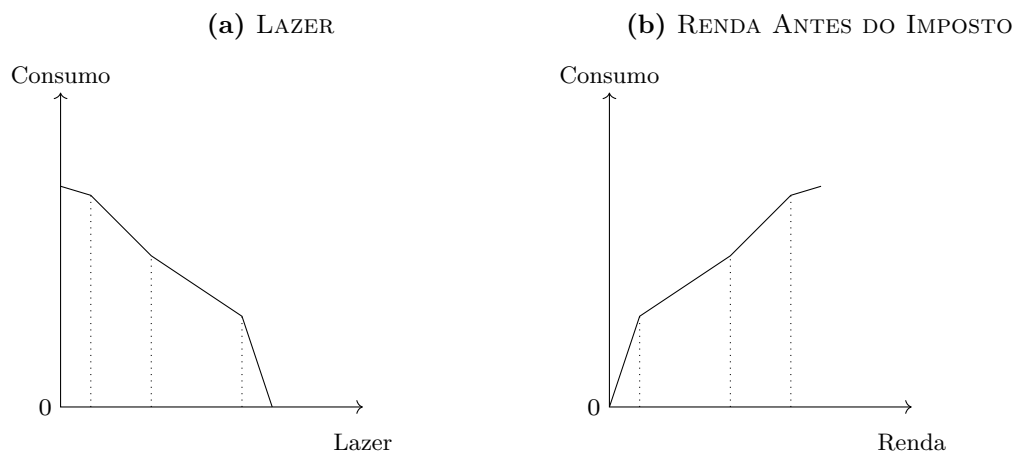 (a) LAZER
(b) RENDA ANTES DO IMPOSTO
Consumo
0
Lazer
Consumo
0
Renda